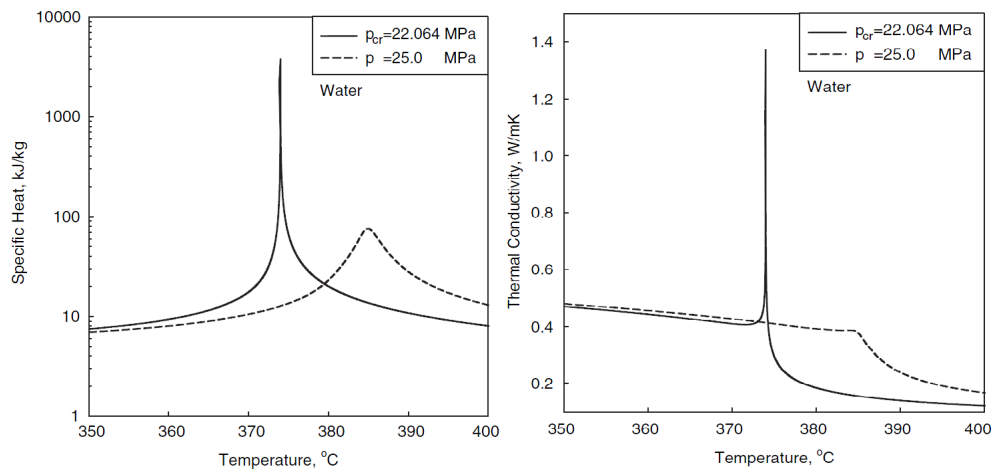 10000
1000
100
10
1
Specific Heat, kJ/kg
pcr=22.064 MPa
p =25.0 MPa
Water
350 360 370 380 390 400
Temperature, oC
1.4
1.2
1.0
0.8
0.6
0.4
0.2
Thermal Conductivity, W/mK
pcr=22.064 MPa
p =25.0 MPa
Water
350 360 370 380 390 400
Temperature, oC